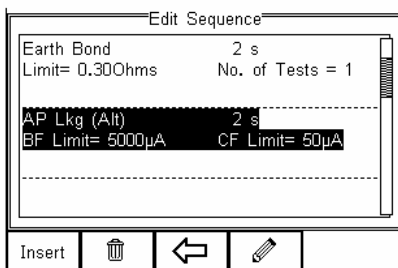 Edit Sequence
Earth Bond 2 s
Limit= 0.30Ohms No. of Tests = 1
AP Lkg (Alt) 2 s
BF Limit= 5000µA CF Limit= 50µA
Insert